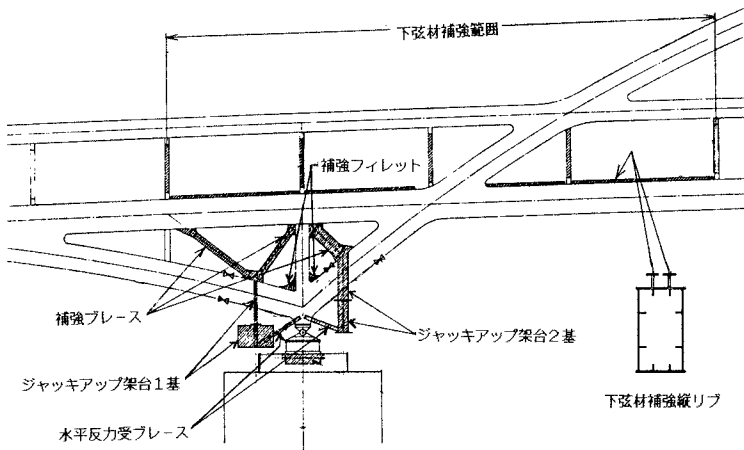 下弦材補強範囲
補強フィレット
補強ブレース
ジャッキアップ架台2基
ジャッキアップ架台1基
下弦材補強縦リブ
水平反力受ブレース